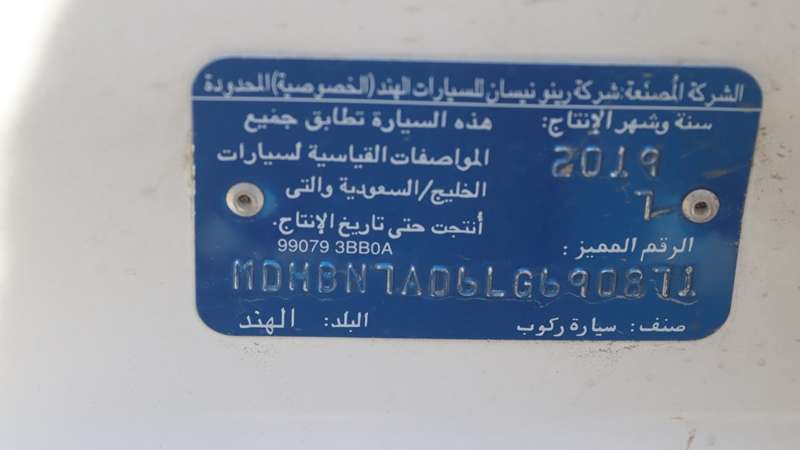 الشركة المصنعة: شركة رينو نيسان للسيارات الهند (الخصوصية) المحدودة
سنة وشهر الإنتاج:
2019
7
هذه السيارة تطابق جميع
المواصفات القياسية لسيارات
الخليج/السعودية والتى
أنتجت حتى تاريخ الإنتاج.
99079 3BB0A
الرقم المميز :
MDHBN7AD6LG690871
صنف: سيارة ركوب
البلد: الهند